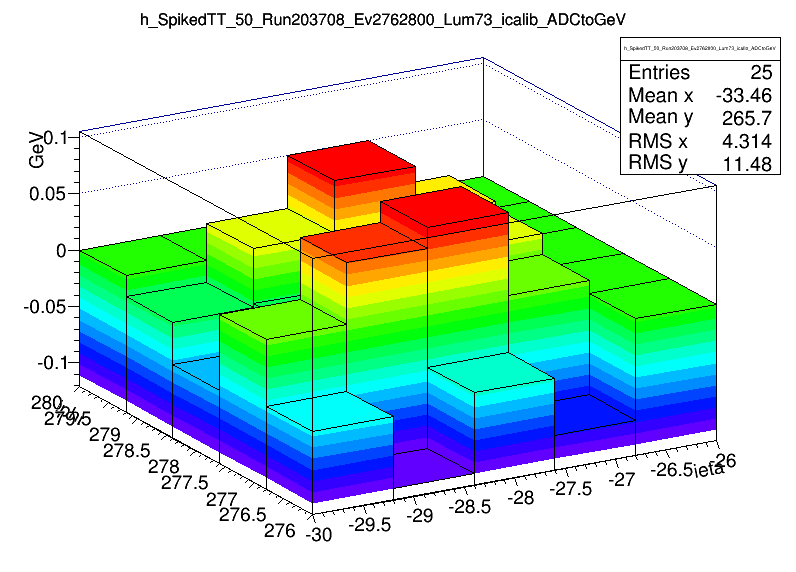 h_SpikedTT_50_Run203708_Ev2762800_Lum73_icalib_ADCtoGeV
h_SpikedTT_50_Run203708_Ev2762800_Lum73_icalib_ADCtoGeV
Entries 25
Mean x -33.46
Mean y 265.7
RMS x 4.314
RMS y 11.48
GeV
0.1
0.05
0
-0.05
-0.1
280
279.5
279
278.5
278
277.5
277
276.5
276
-30
-29.5
-29
-28.5
-28
-27.5
-27
-26.5
-26
ieta